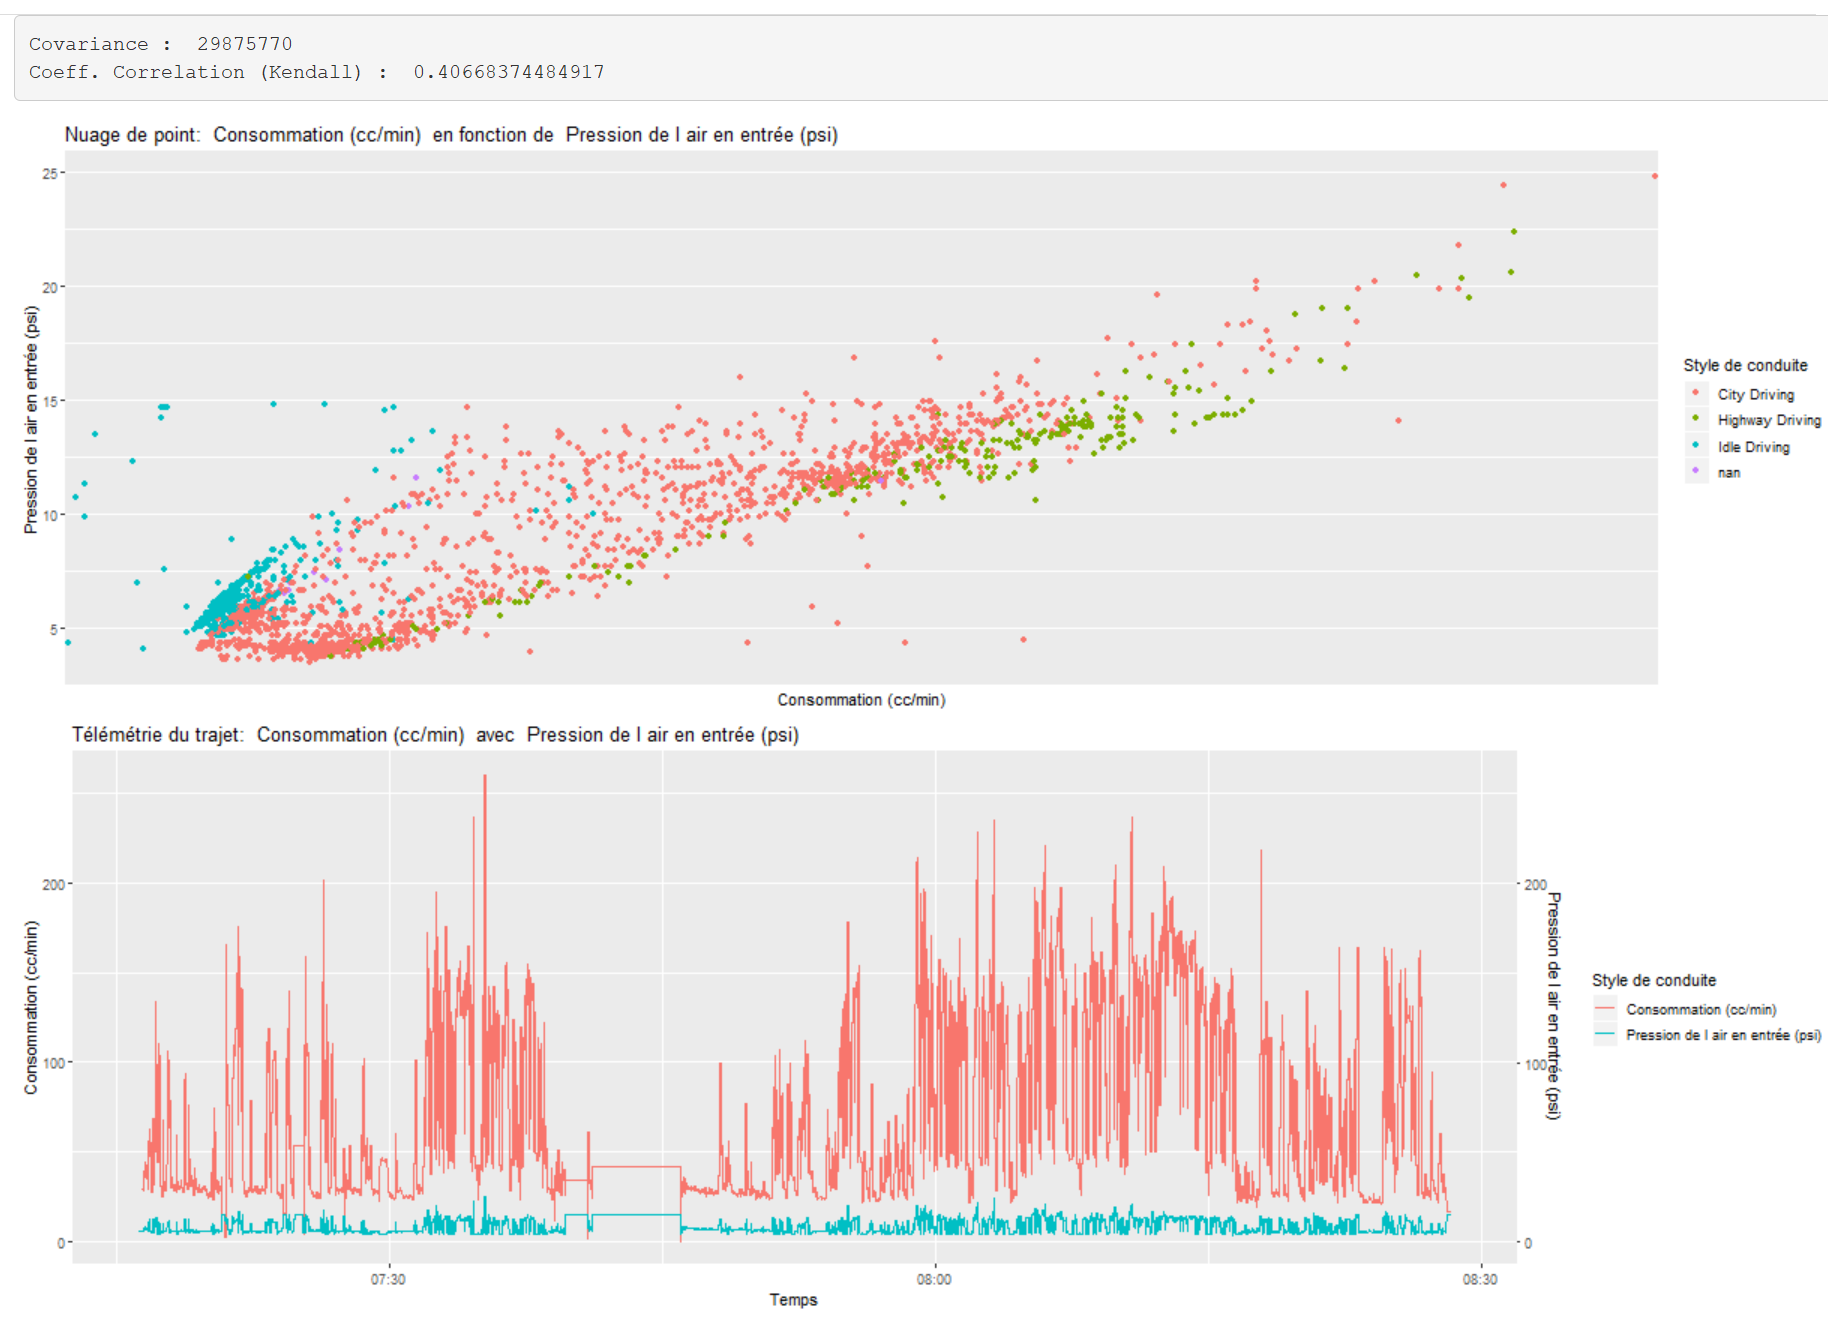 Covariance :  29875770
Coeff. Correlation (Kendall) :  0.40668374484917
Nuage de point:  Consommation (cc/min)  en fonction de  Pression de l air en entrée (psi)
25
20
15
10
5
Pression de l air en entrée (psi)
Consommation (cc/min)
Style de conduite
City Driving
Highway Driving
Idle Driving
nan
Télémétrie du trajet:  Consommation (cc/min)  avec  Pression de l air en entrée (psi)
200
100
0
Consommation (cc/min)
200
100
0
Pression de l air en entrée (psi)
07:30
08:00
08:30
Temps
Style de conduite
Consommation (cc/min)
Pression de l air en entrée (psi)